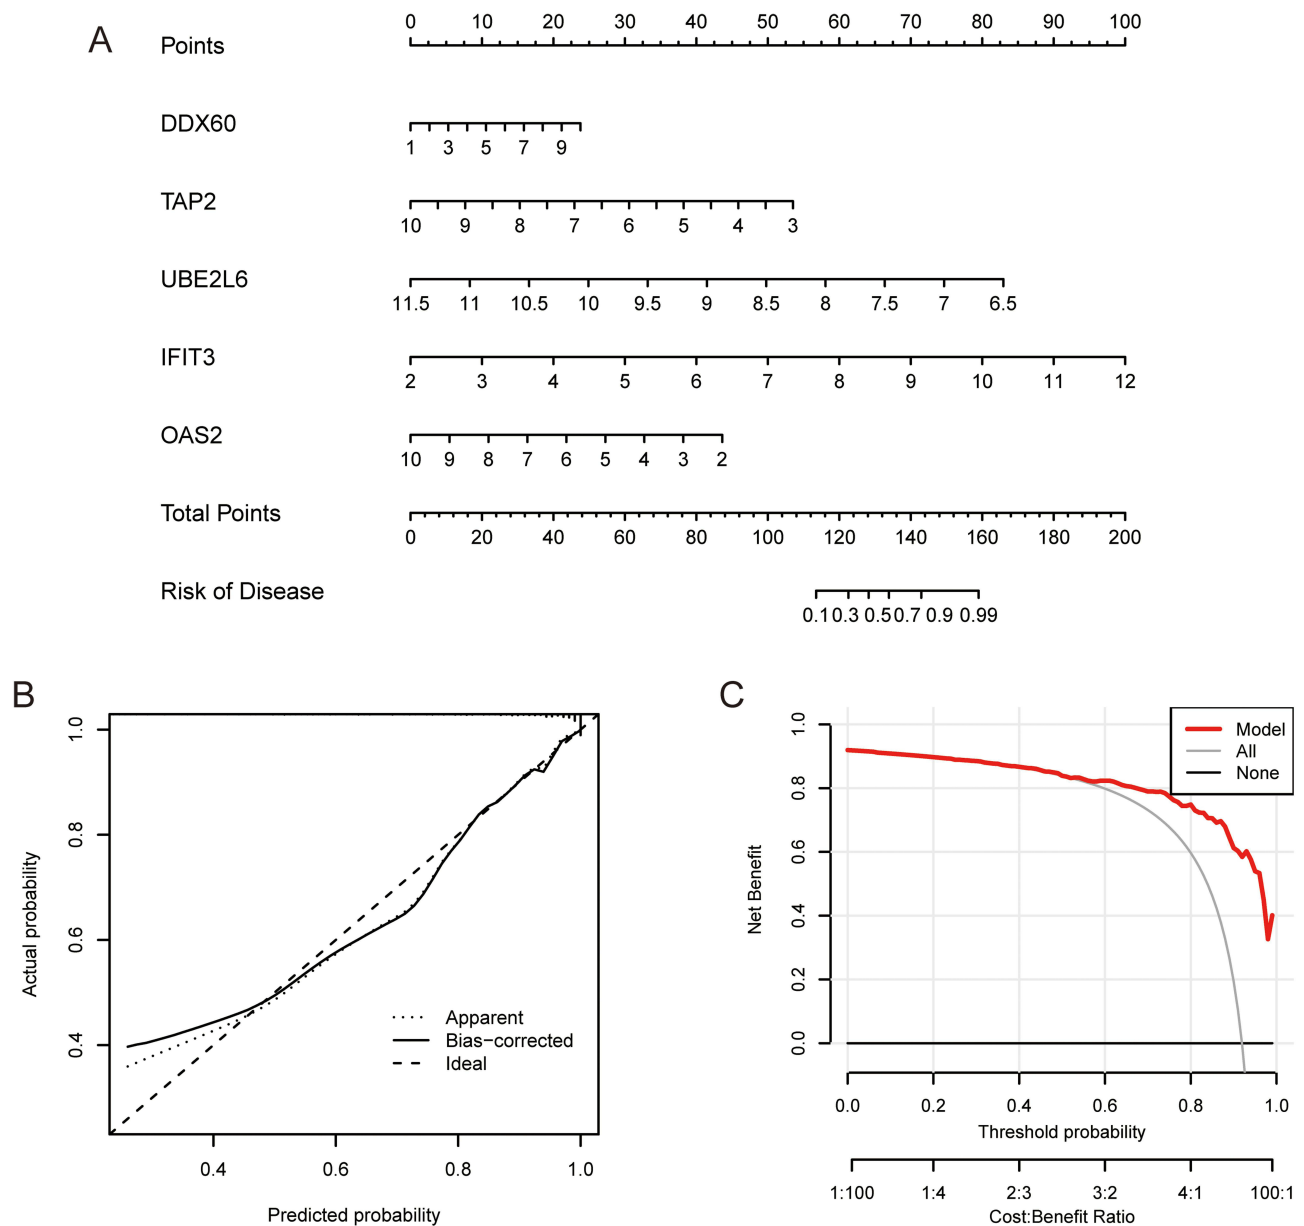 A
Points
0 10 20 30 40 50 60 70 80 90 100
DDX60
1 3 5 7 9
TAP2
10 9 8 7 6 5 4 3
UBE2L6
11.5 11 10.5 10 9.5 9 8.5 8 7.5 7 6.5
IFIT3
2 3 4 5 6 7 8 9 10 11 12
OAS2
10 9 8 7 6 5 4 3 2
Total Points
0 20 40 60 80 100 120 140 160 180 200
Risk of Disease
0.1 0.3 0.5 0.7 0.9 0.99
B
Actual probability
1.0
0.8
0.6
0.4
Apparent
Bias−corrected
Ideal
0.4 0.6 0.8 1.0
Predicted probability
C
Net Benefit
1.0
0.8
0.6
0.4
0.2
0.0
Model
All
None
0.0 0.2 0.4 0.6 0.8 1.0
Threshold probability
1:100 1:4 2:3 3:2 4:1 100:1
Cost:Benefit Ratio